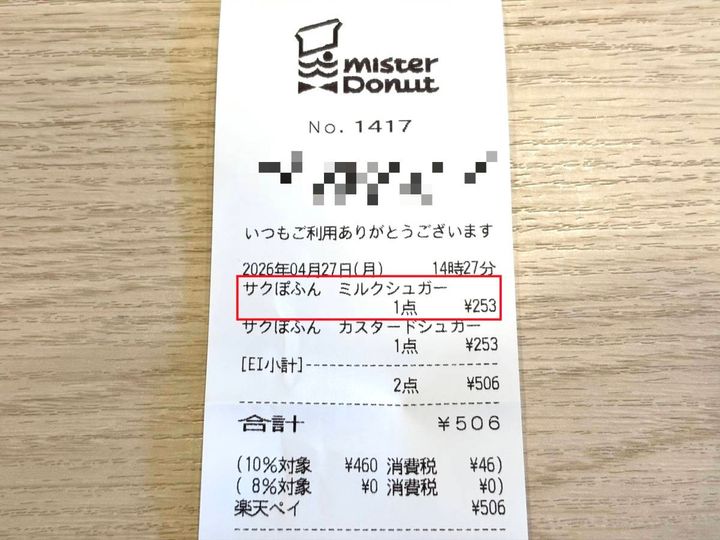 mister
Donut
No. 1417
いつもご利用ありがとうございます
2026年04月27日(月) 14時27分
サクぽふん ミルクシュガー
1点 ¥253
サクぽふん カスタードシュガー
1点 ¥253
[EI小計]
2点 ¥506
合計 ¥506
(10%対象 ¥460 消費税 ¥46)
( 8%対象 ¥0 消費税 ¥0)
楽天ペイ ¥506